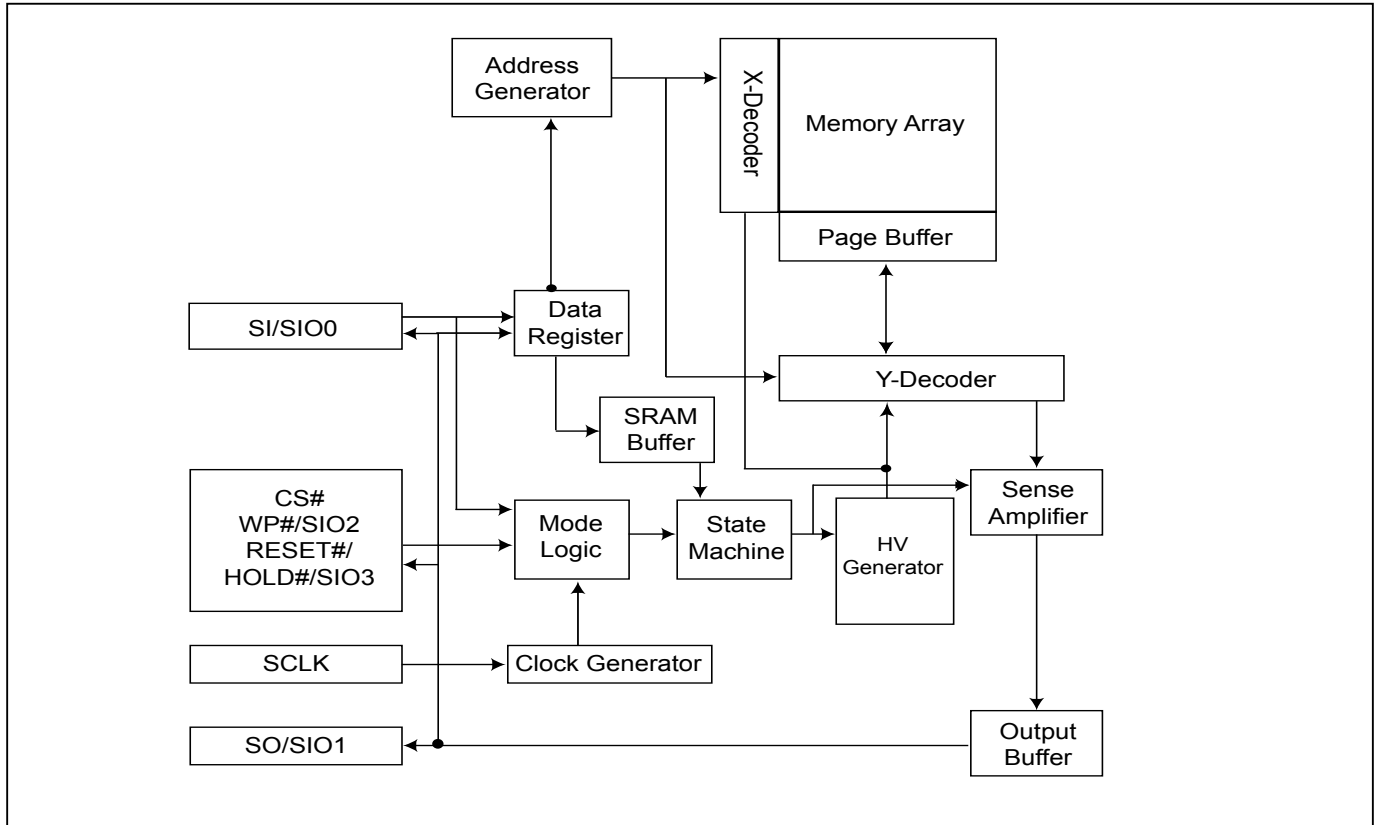 Address
Generator
X-Decoder
Memory Array
Page Buffer
SI/SIO0
Data
Register
Y-Decoder
SRAM
Buffer
CS#
WP#/SIO2
RESET#/
HOLD#/SIO3
Mode
Logic
State
Machine
HV
Generator
Sense
Amplifier
SCLK
Clock Generator
SO/SIO1
Output
Buffer